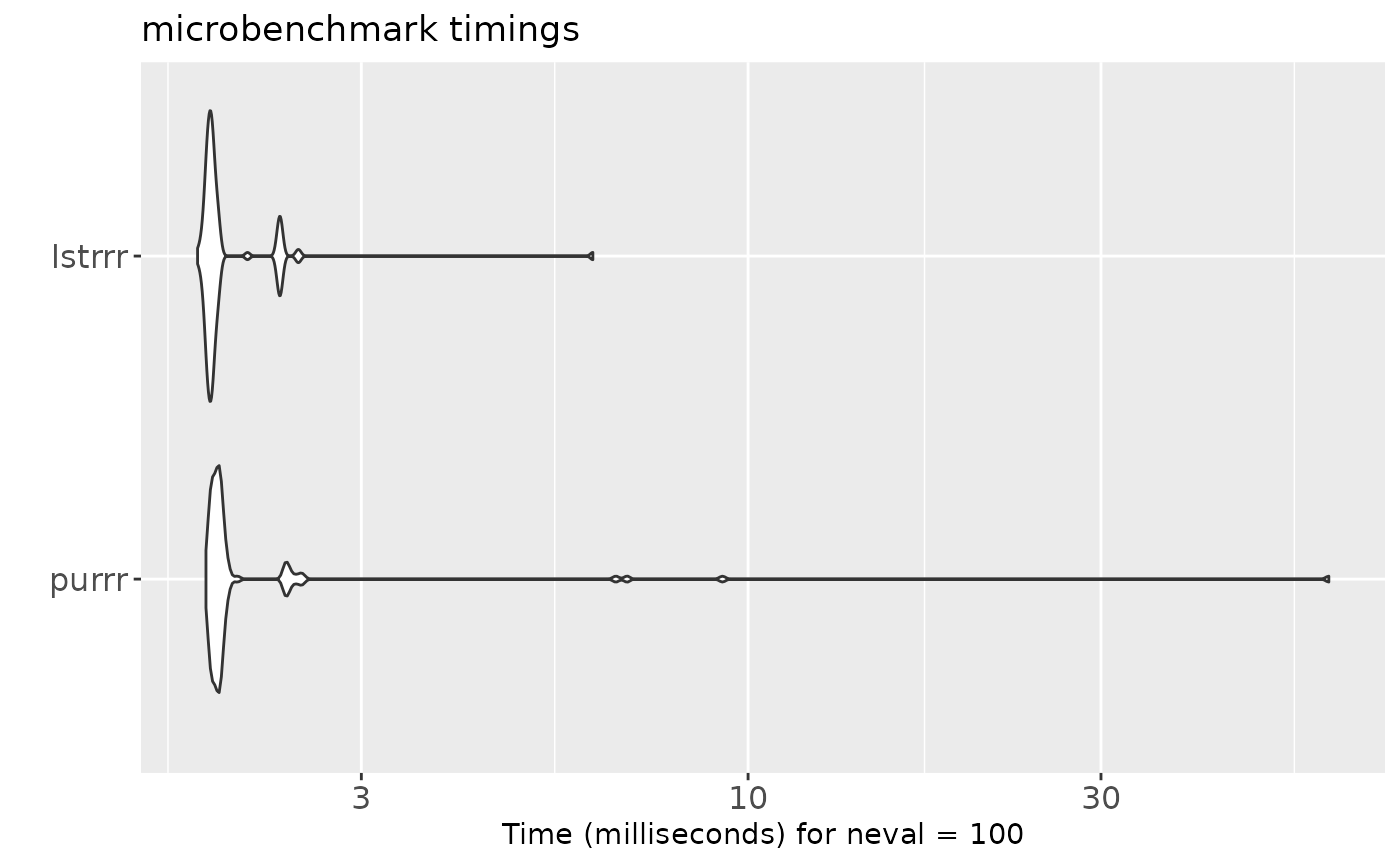 microbenchmark timings
lstrrr
purrr
3
10
30
Time (milliseconds) for neval = 100